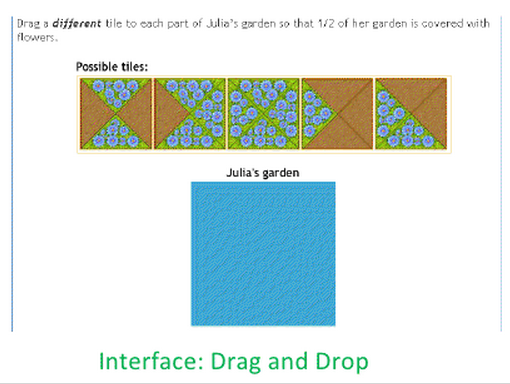 Drag a different tile to each part of Julia's garden so that 1/2 of her garden is covered with
flowers.
Possible tiles:
Julia's garden
Interface: Drag and Drop